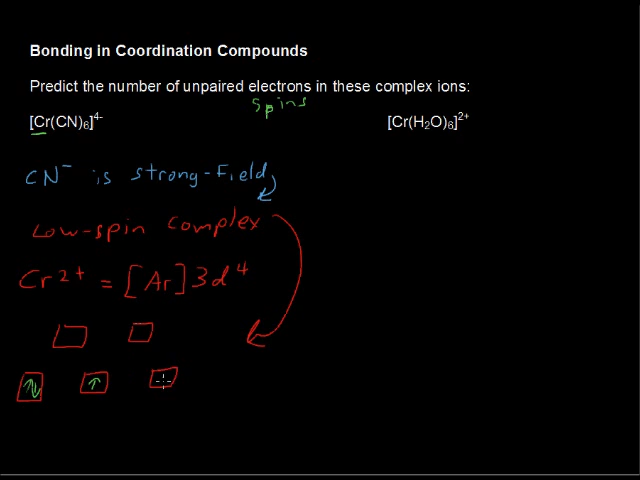 Bonding in Coordination Compounds
Predict the number of unpaired electrons in these complex ions:
spins
[Cr(CN)₆]⁴⁻ [Cr(H₂O)₆]²⁺
CN⁻ is strong-Field
Low-spin complex
Cr²⁺ = [Ar]3d⁴